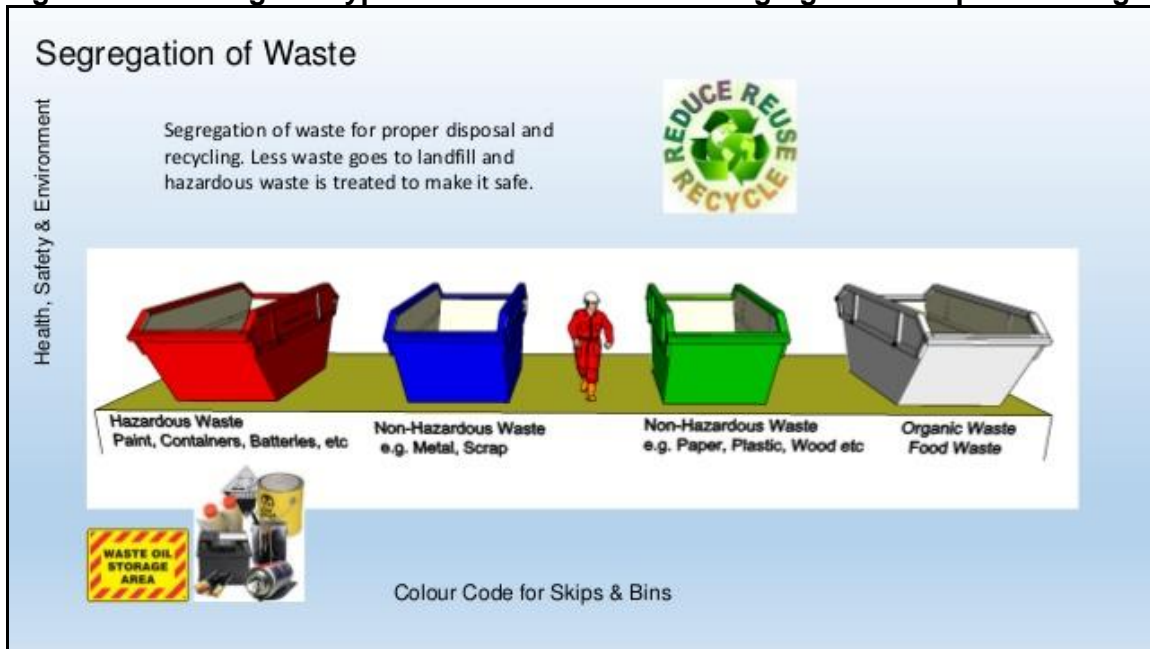 Segregation of Waste
Health, Safety & Environment
Segregation of waste for proper disposal and
recycling. Less waste goes to landfill and
hazardous waste is treated to make it safe.
REDUCE REUSE
RECYCLE
Hazardous Waste
Paint, Containers, Batteries, etc
Non-Hazardous Waste
e.g. Metal, Scrap
Non-Hazardous Waste
e.g. Paper, Plastic, Wood etc
Organic Waste
Food Waste
WASTE OIL
STORAGE
AREA
Colour Code for Skips & Bins